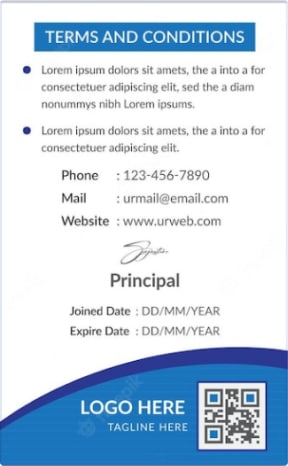 TERMS AND CONDITIONS
Lorem ipsum dolors sit amets, the a into a for
consectetuer adipiscing elit, sed the a diam
nonummys nibh Lorem ipsums.
Lorem ipsum dolors sit amets, the a into a for
consectetuer adipiscing elit.
Phone : 123-456-7890
Mail : urmail@email.com
Website : www.urweb.com
Principal
Joined Date : DD/MM/YEAR
Expire Date : DD/MM/YEAR
LOGO HERE
TAGLINE HERE